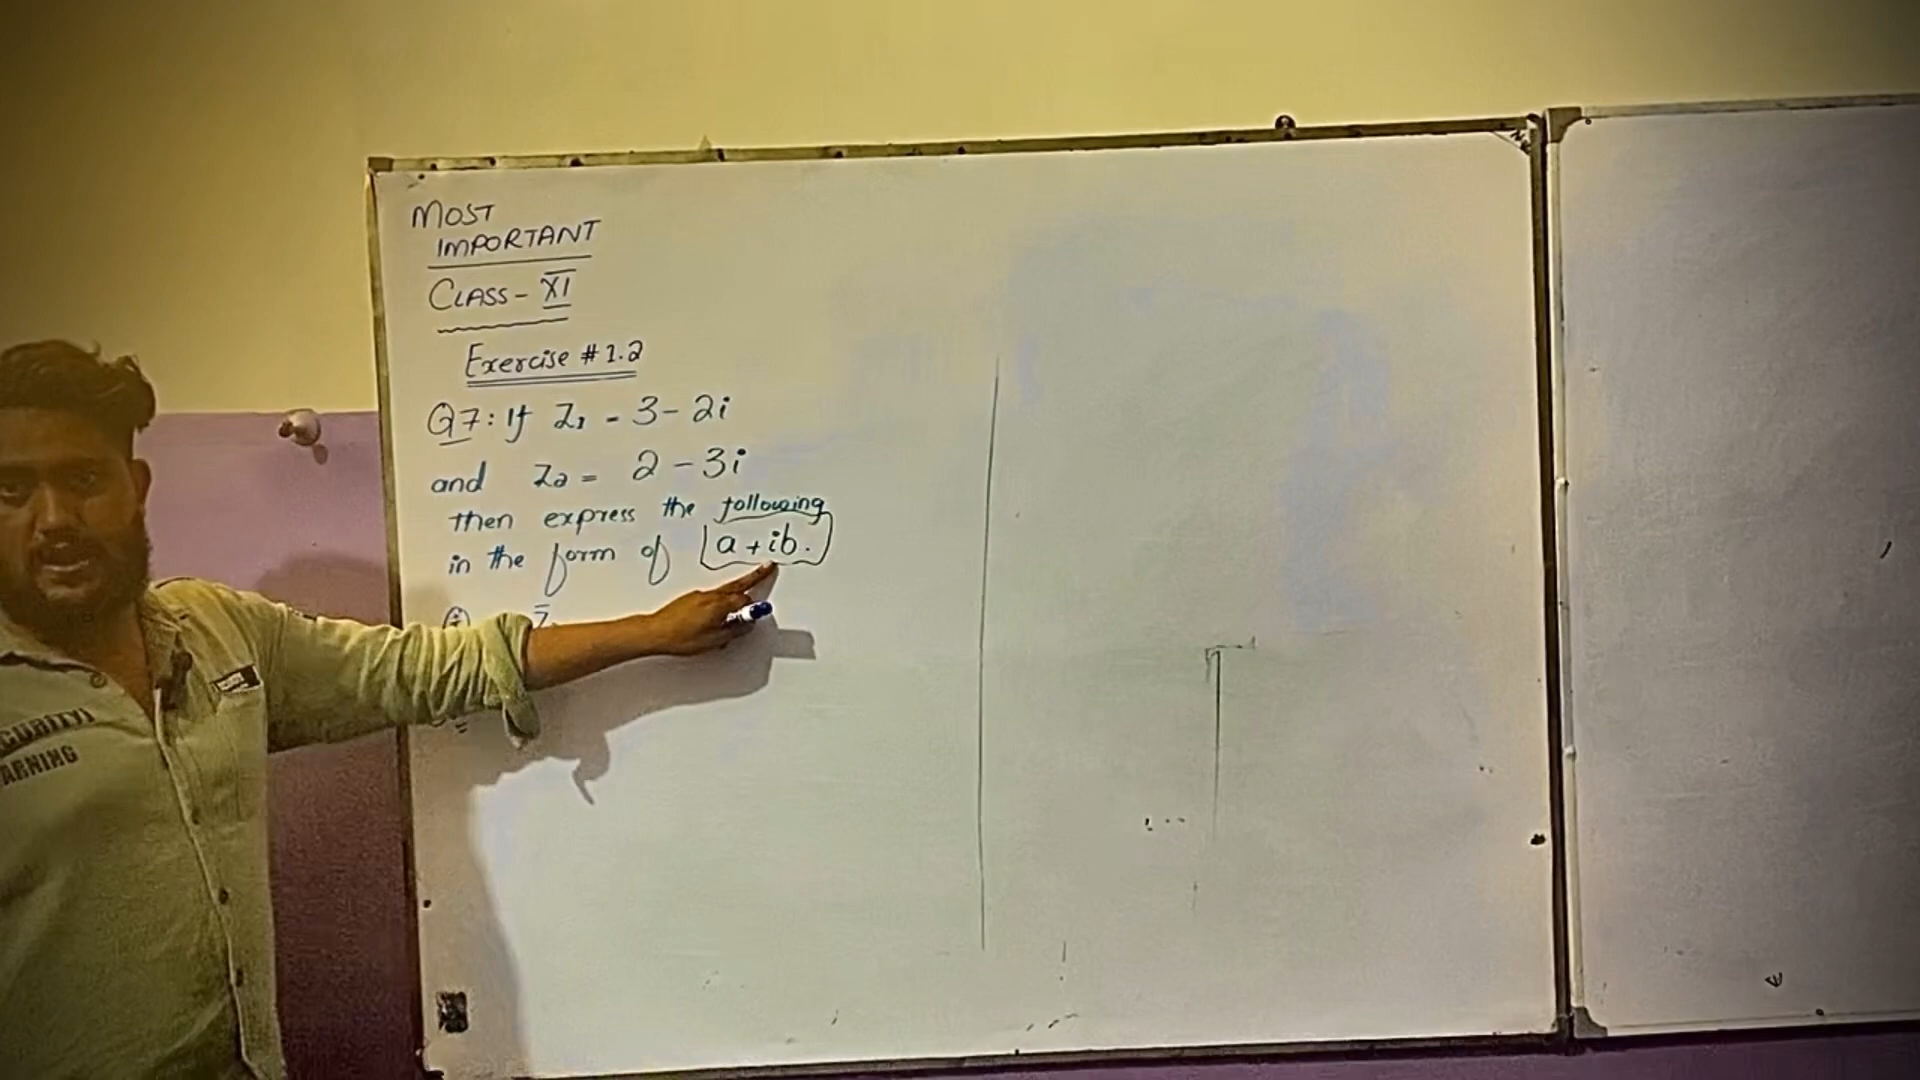 MOST
IMPORTANT
CLASS - XI
Exercise # 1.2
Q7: If Z₁ = 3 - 2i
and Z₂ = 2 - 3i
then express the following
in the form of a + ib.